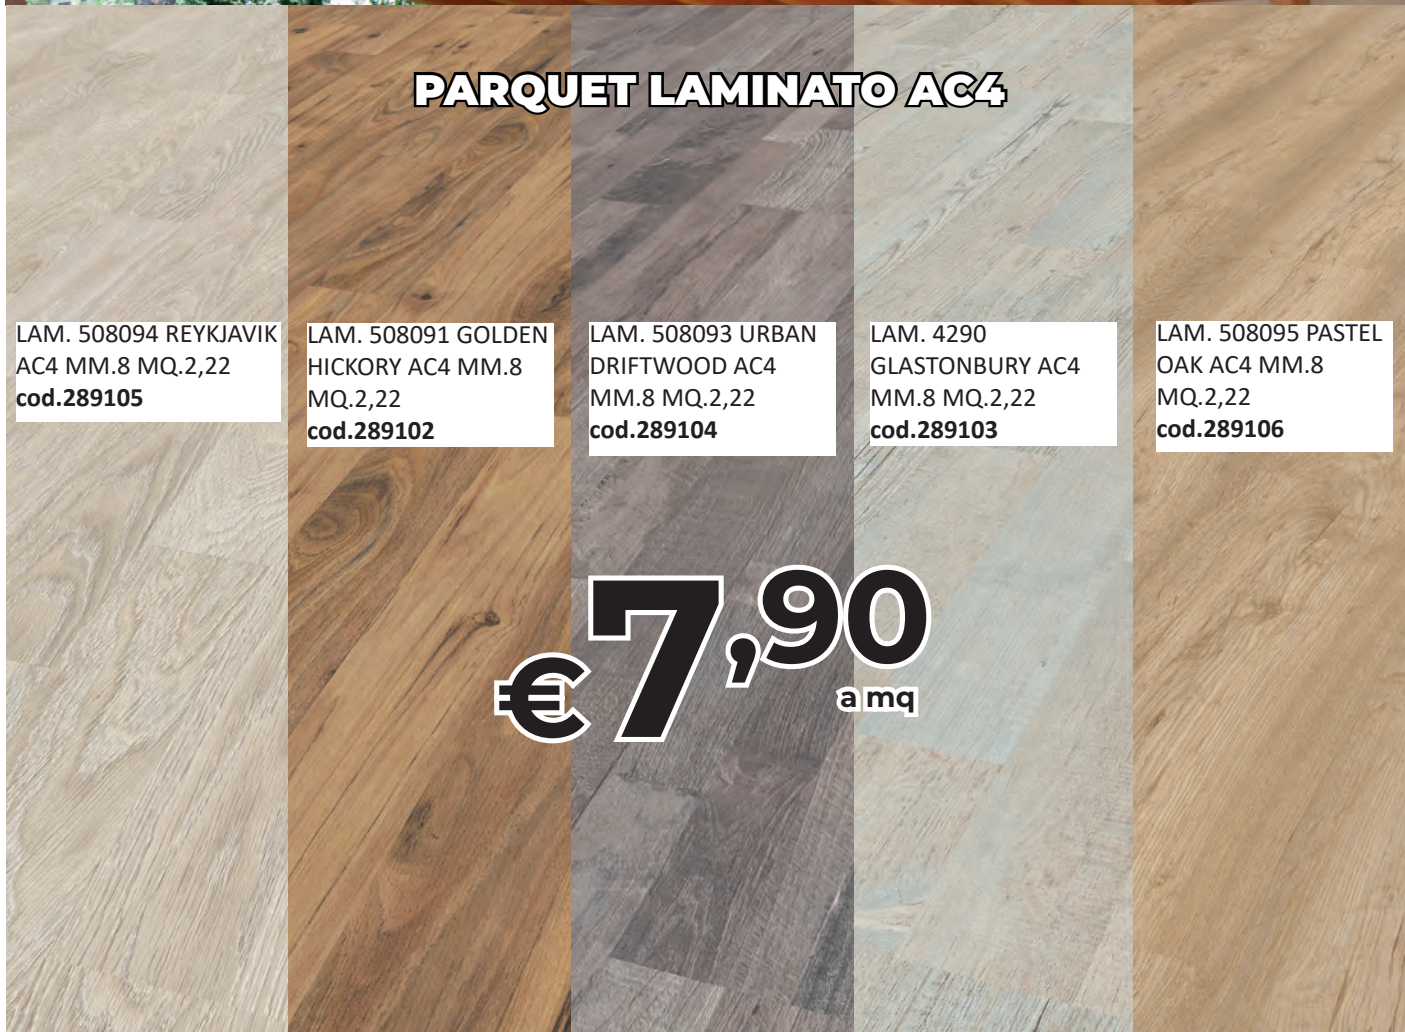 PARQUET LAMINATO AC4
LAM. 508094 REYKJAVIK
AC4 MM.8 MQ.2,22
cod.289105
LAM. 508091 GOLDEN
HICKORY AC4 MM.8
MQ.2,22
cod.289102
LAM. 508093 URBAN
DRIFTWOOD AC4
MM.8 MQ.2,22
cod.289104
LAM. 4290
GLASTONBURY AC4
MM.8 MQ.2,22
cod.289103
LAM. 508095 PASTEL
OAK AC4 MM.8
MQ.2,22
cod.289106
€7,90
a mq